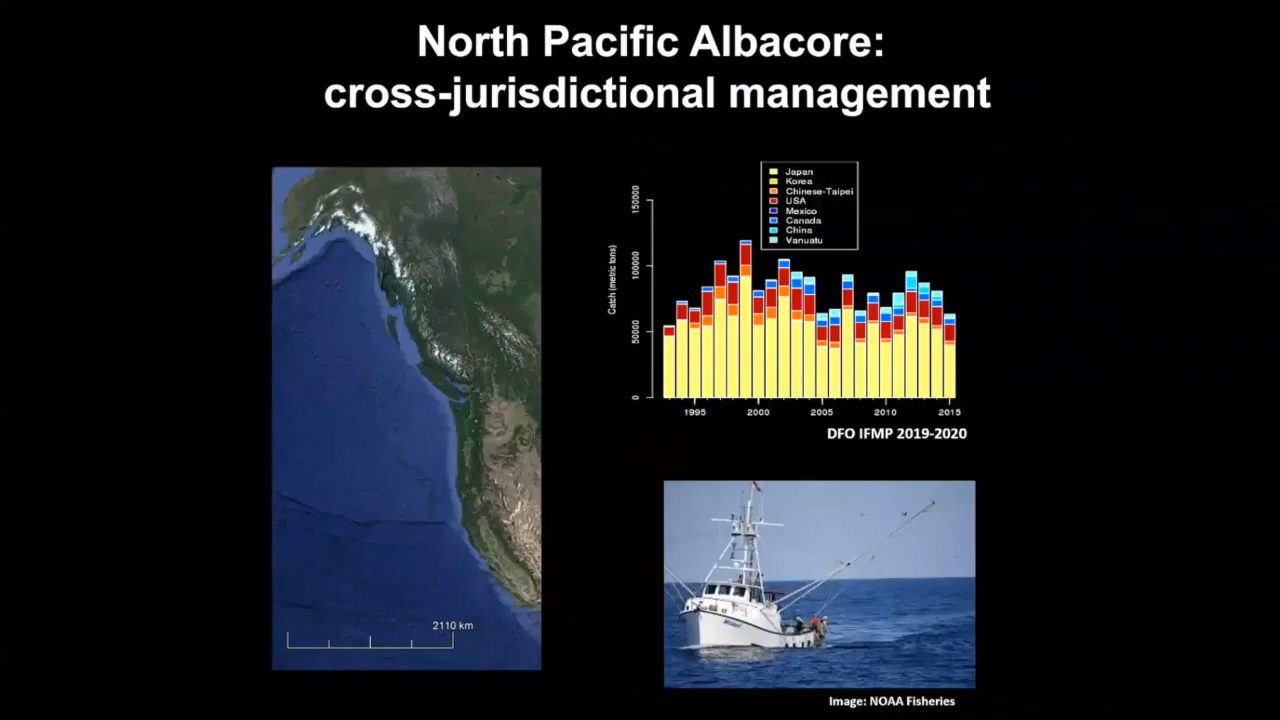 North Pacific Albacore:
cross-jurisdictional management
Japan
Korea
Chinese-Taipei
USA
Mexico
Canada
China
Vanuatu
Catch (metric tons)
150000
100000
50000
0
1995
2000
2005
2010
2015
DFO IFMP 2019-2020
2110 km
Image: NOAA Fisheries